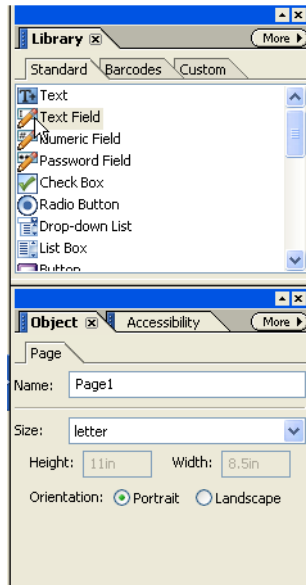 Library More
Standard Barcodes Custom
Text
Text Field
Numeric Field
Password Field
Check Box
Radio Button
Drop-down List
List Box
Button
Object Accessibility More
Page
Name: Page1
Size: letter
Height: 11in Width: 8.5in
Orientation: Portrait Landscape